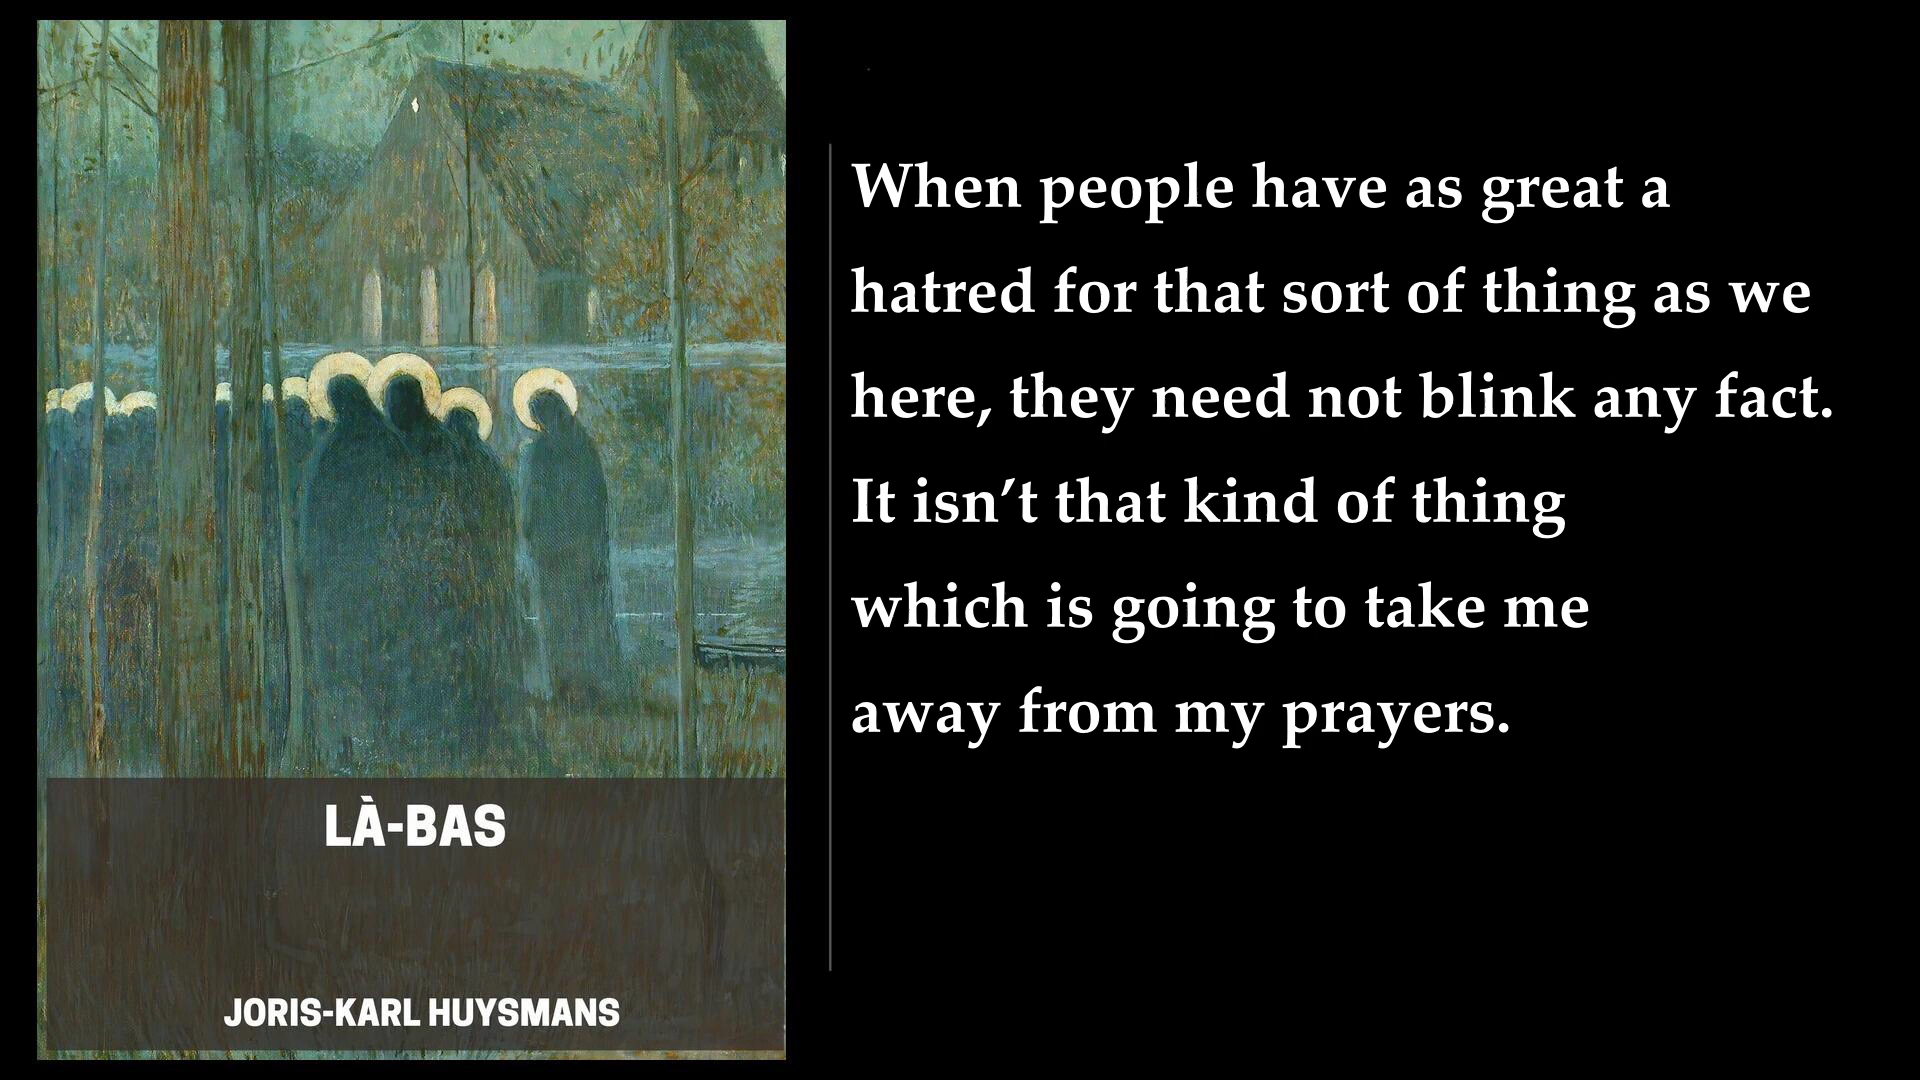 LÀ-BAS
JORIS-KARL HUYSMANS
When people have as great a
hatred for that sort of thing as we
here, they need not blink any fact.
It isn’t that kind of thing
which is going to take me
away from my prayers.